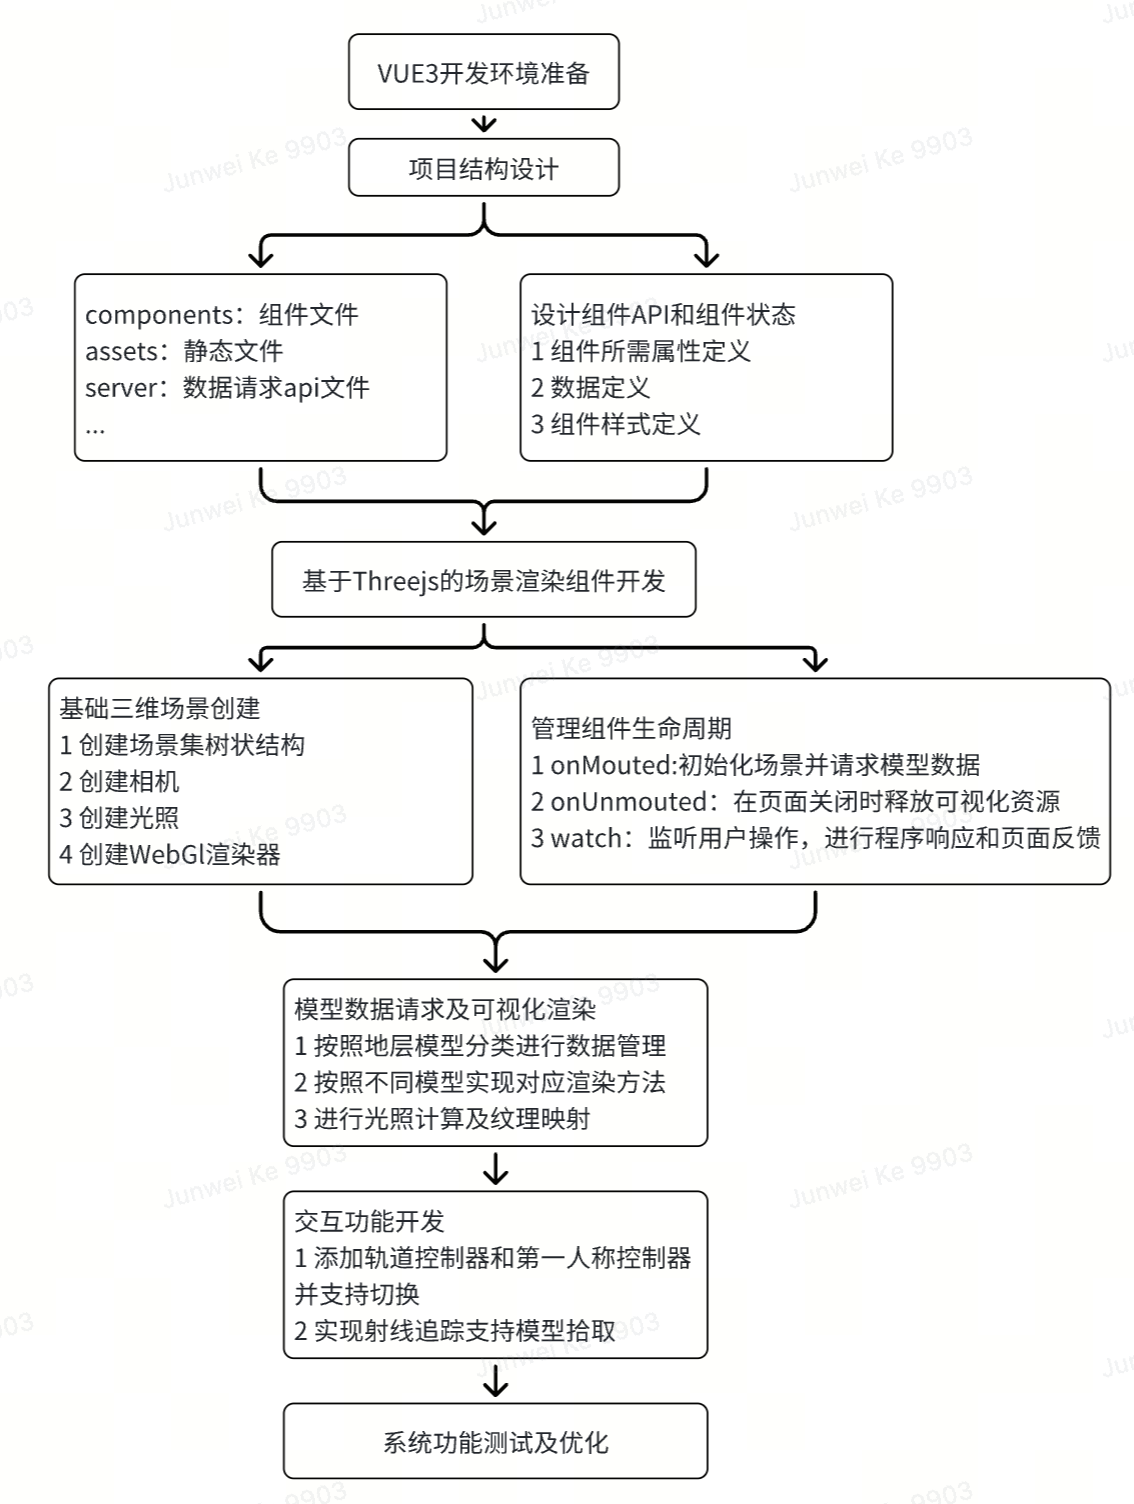 VUE3开发环境准备
项目结构设计
components：组件文件
assets：静态文件
server：数据请求api文件
...
设计组件API和组件状态
1 组件所需属性定义
2 数据定义
3 组件样式定义
基于Threejs的场景渲染组件开发
基础三维场景创建
1 创建场景集树状结构
2 创建相机
3 创建光照
4 创建WebGl渲染器
管理组件生命周期
1 onMouted:初始化场景并请求模型数据
2 onUnmouted：在页面关闭时释放可视化资源
3 watch：监听用户操作，进行程序响应和页面反馈
模型数据请求及可视化渲染
1 按照地层模型分类进行数据管理
2 按照不同模型实现对应渲染方法
3 进行光照计算及纹理映射
交互功能开发
1 添加轨道控制器和第一人称控制器
并支持切换
2 实现射线追踪支持模型拾取
系统功能测试及优化
Junwei Ke 9903